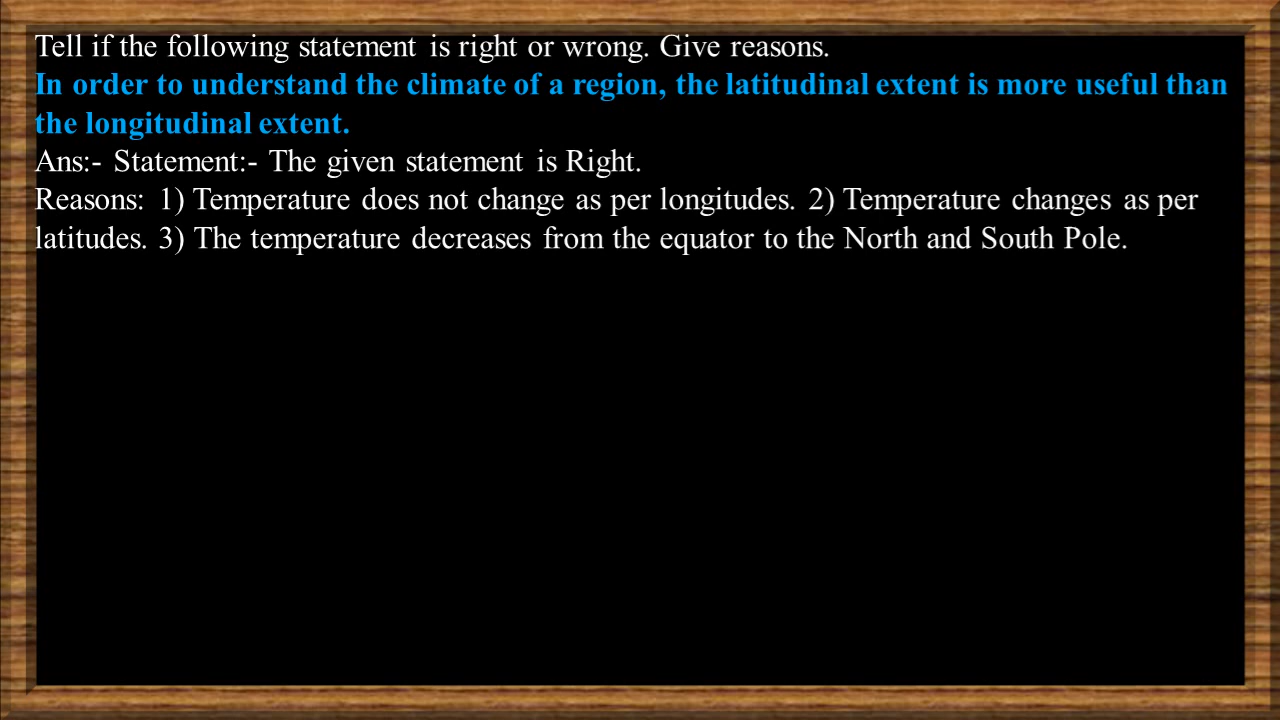 Tell if the following statement is right or wrong. Give reasons.
In order to understand the climate of a region, the latitudinal extent is more useful than
the longitudinal extent.
Ans:- Statement:- The given statement is Right.
Reasons: 1) Temperature does not change as per longitudes. 2) Temperature changes as per
latitudes. 3) The temperature decreases from the equator to the North and South Pole.